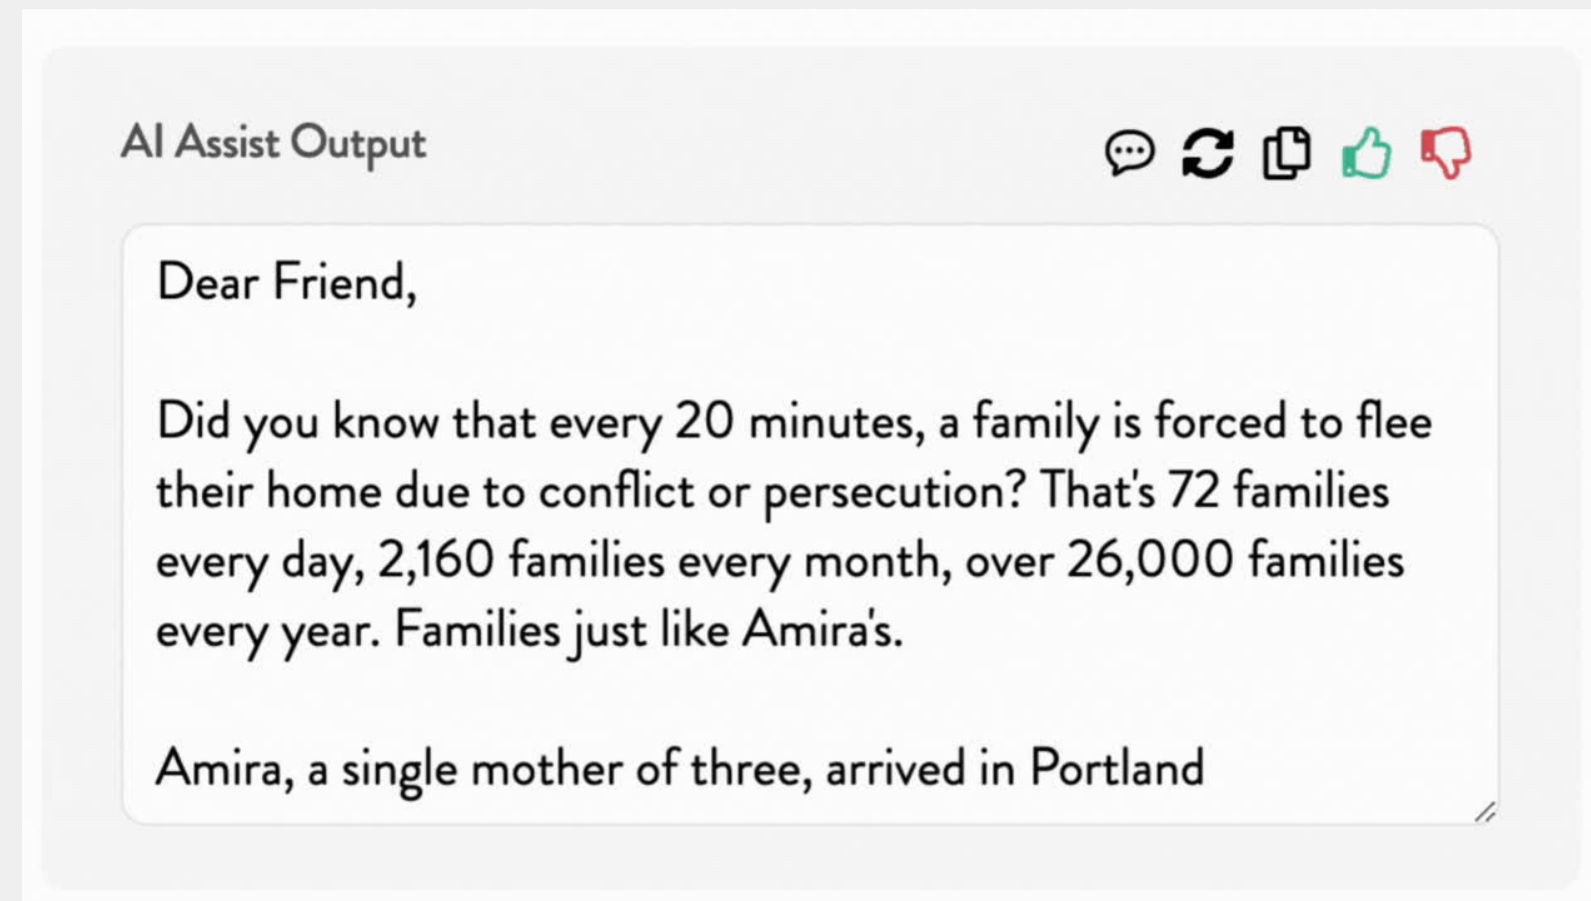 AI Assist Output
Dear Friend,
Did you know that every 20 minutes, a family is forced to flee
their home due to conflict or persecution? That's 72 families
every day, 2,160 families every month, over 26,000 families
every year. Families just like Amira's.
Amira, a single mother of three, arrived in Portland